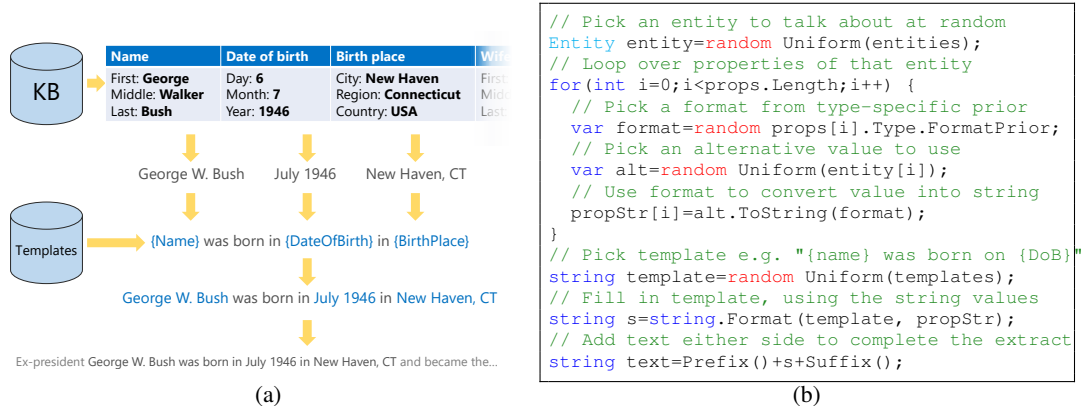 KB
Name Date of birth Birth place Wife
First: George Day: 6 City: New Haven First:
Middle: Walker Month: 7 Region: Connecticut
Last: Bush Year: 1946 Country: USA Last:
George W. Bush July 1946 New Haven, CT
Templates
{Name} was born in {DateOfBirth} in {BirthPlace}
George W. Bush was born in July 1946 in New Haven, CT
Ex-president George W. Bush was born in July 1946 in New Haven, CT and became the...
(a)
// Pick an entity to talk about at random
Entity entity=random Uniform(entities);
// Loop over properties of that entity
for(int i=0;i<props.Length;i++) {
// Pick a format from type-specific prior
var format=random props[i].Type.FormatPrior;
// Pick an alternative value to use
var alt=random Uniform(entity[i]);
// Use format to convert value into string
propStr[i]=alt.ToString(format);
}
// Pick template e.g. "{name} was born on {DoB}"
string template=random Uniform(templates);
// Fill in template, using the string values
string s=string.Format(template, propStr);
// Add text either side to complete the extract
string text=Prefix()+s+Suffix();
(b)